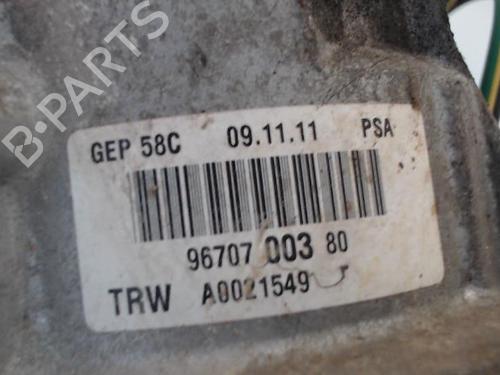 B-PARTS
GEP 58C 09.11.11 PSA
96707 003 80
TRW A0021549